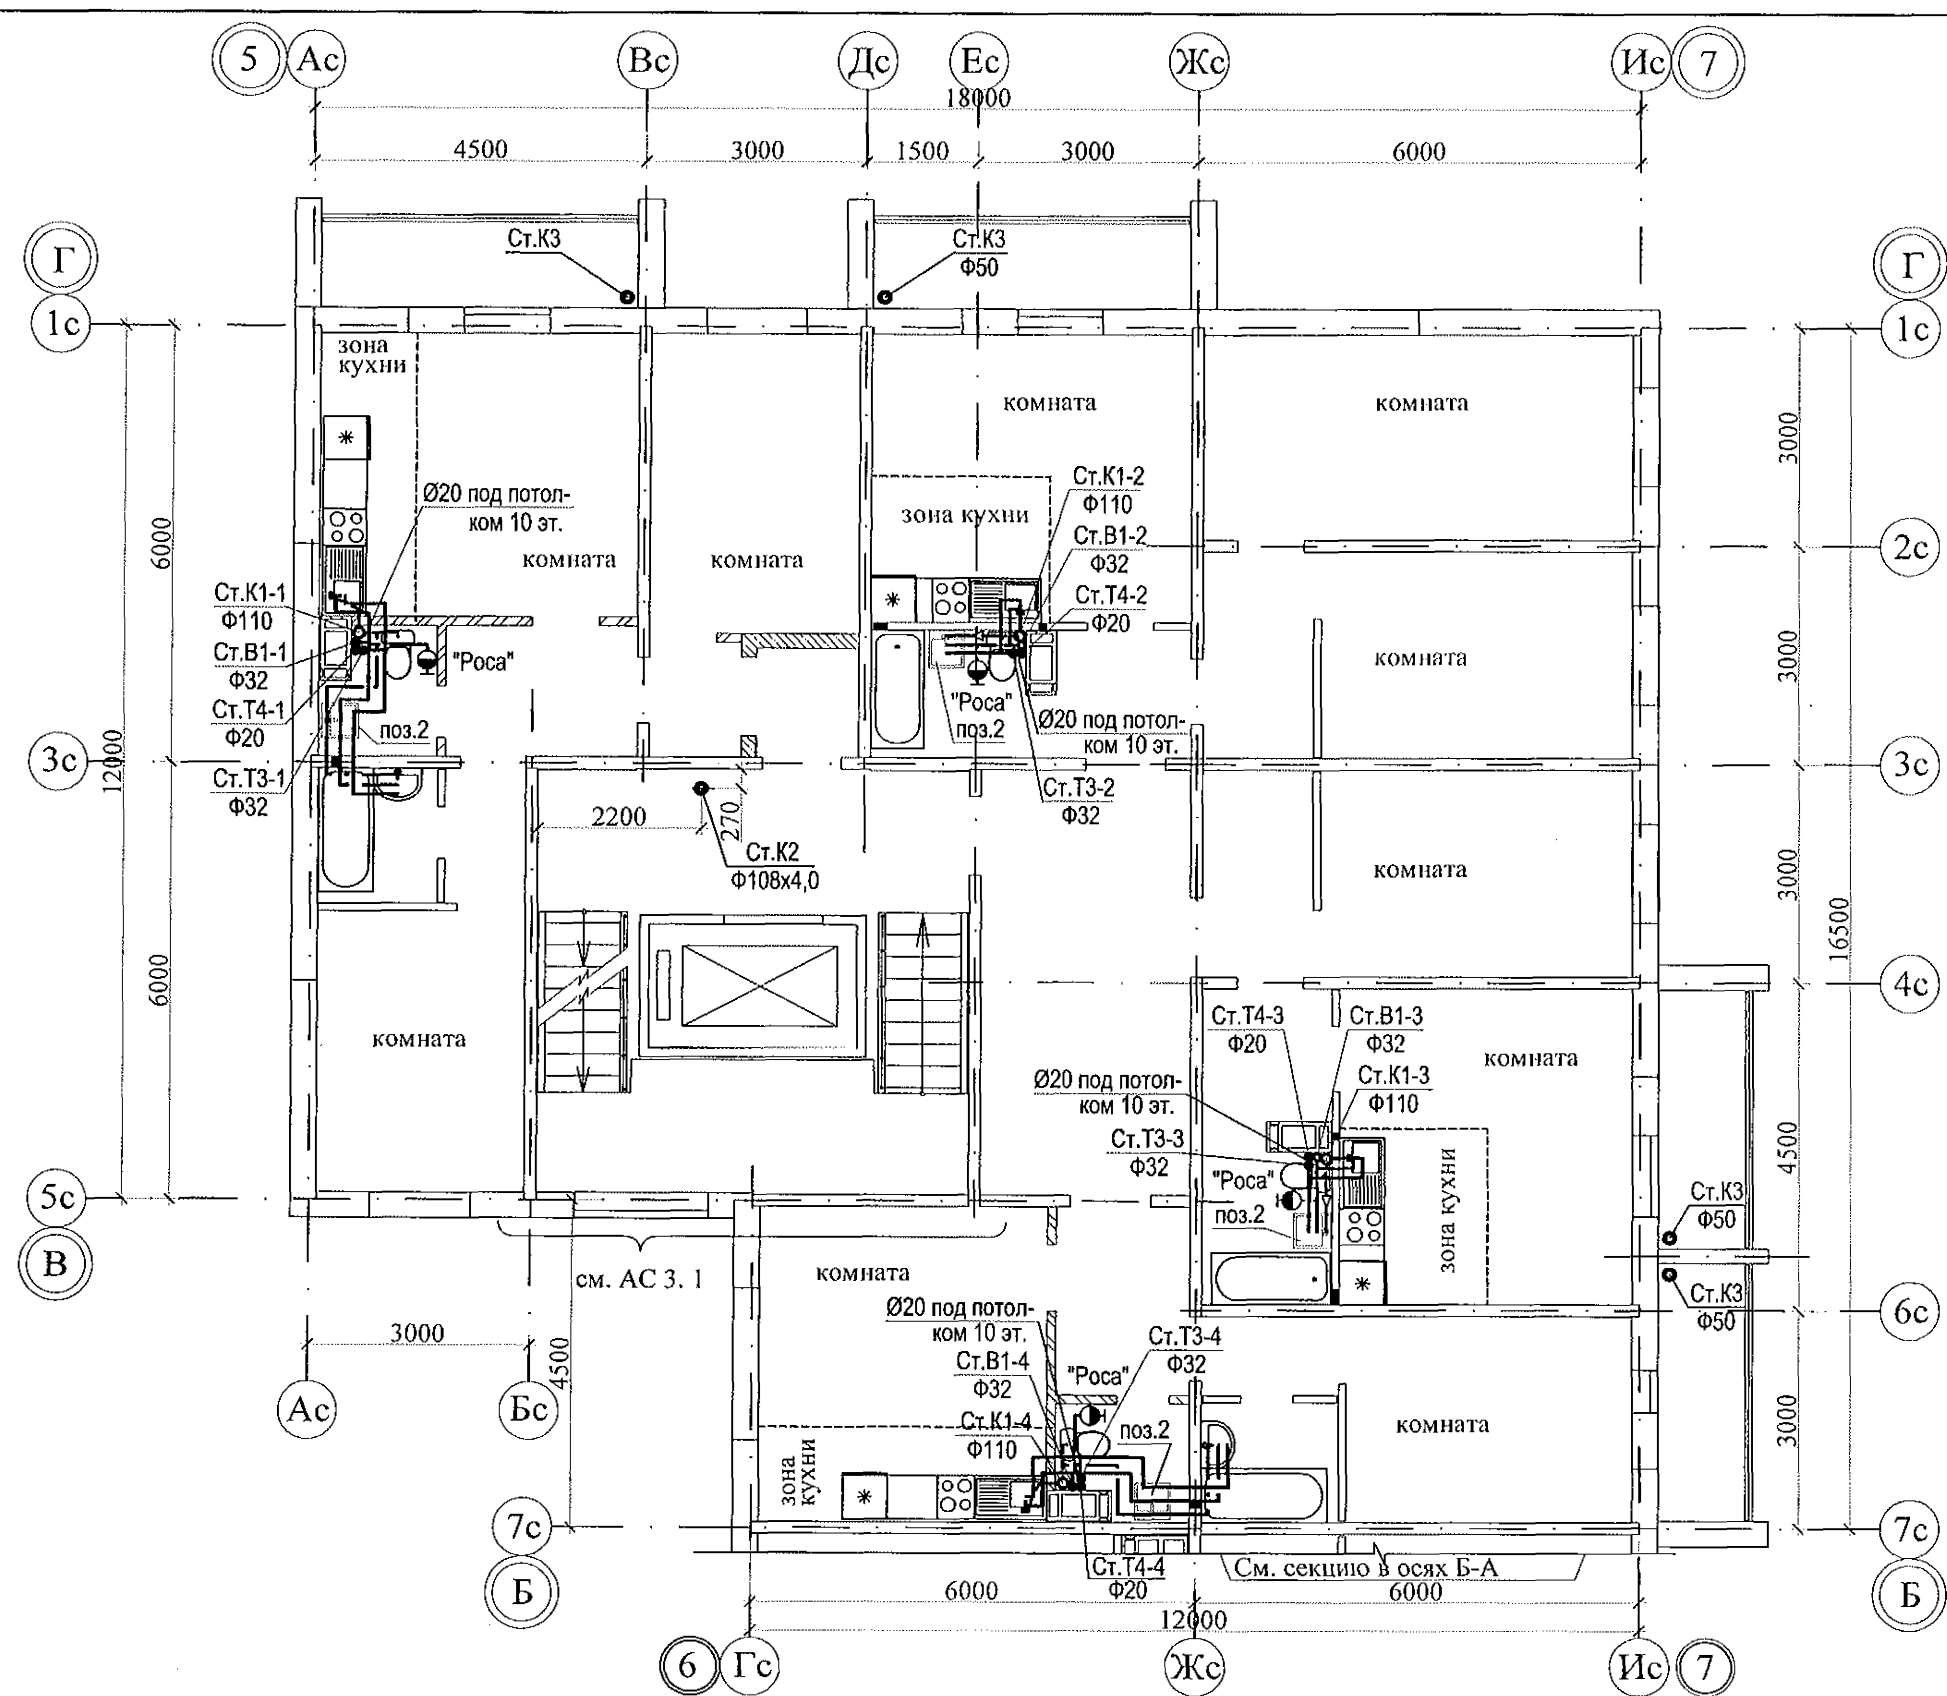 5 Ас Вс Дс Ес Жс Ис 7
18000
4500 3000 1500 3000 6000
Ст.К3
Ст.К3
Ф50
Г
Г
1с
1с
зона
кухни
комната
комната
3000
Ø20 под потол-
ком 10 эт.
Ст.К1-2
Ф110
зона кухни
Ст.В1-2
Ф32
6000
2с
комната
комната
Ст.К1-1
Ф110
Ст.Т4-2
Ф20
Ст.В1-1
Ф32
"Роса"
комната
3000
Ст.Т4-1
Ф20
"Роса"
поз.2
поз.2
Ø20 под потол-
ком 10 эт.
3с
12000
3с
Ст.Т3-1
Ф32
Ст.Т3-2
Ф32
2200
270
Ст.К2
Ф108х4,0
комната
3000
16500
6000
4с
Ст.Т4-3
Ф20
Ст.В1-3
Ф32
комната
комната
Ø20 под потол-
ком 10 эт.
Ст.К1-3
Ф110
Ст.Т3-3
Ф32
4500
"Роса"
поз.2
зона кухни
5с
Ст.К3
Ф50
В
см. АС 3. 1
комната
Ст.К3
Ф50
Ø20 под потол-
ком 10 эт.
6с
3000
4500
Ст.Т3-4
Ф32
Ст.В1-4
Ф32
"Роса"
Ас Бс
Ст.К1-4
Ф110
поз.2
комната
3000
зона
кухни
7с
7с
Ст.Т4-4
Ф20
См. секцию в осях Б-А
Б
Б
6000 6000
12000
6 Гс Жс Ис 7